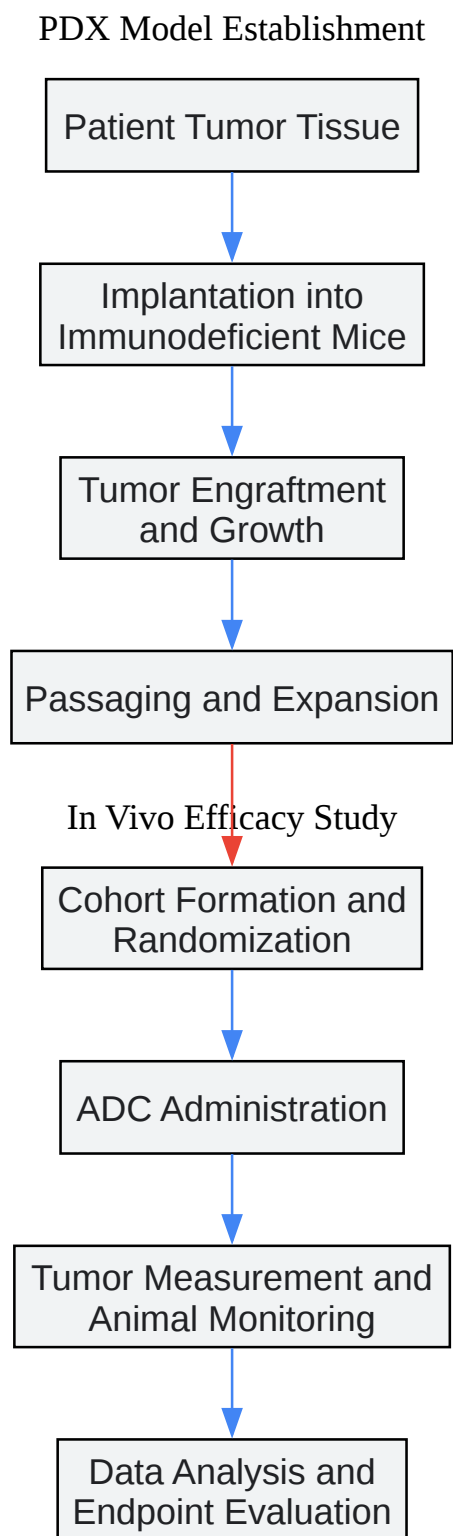 PDX Model Establishment
Patient Tumor Tissue
Implantation into
Immunodeficient Mice
Tumor Engraftment
and Growth
Passaging and Expansion
In Vivo Efficacy Study
Cohort Formation and
Randomization
ADC Administration
Tumor Measurement and
Animal Monitoring
Data Analysis and
Endpoint Evaluation